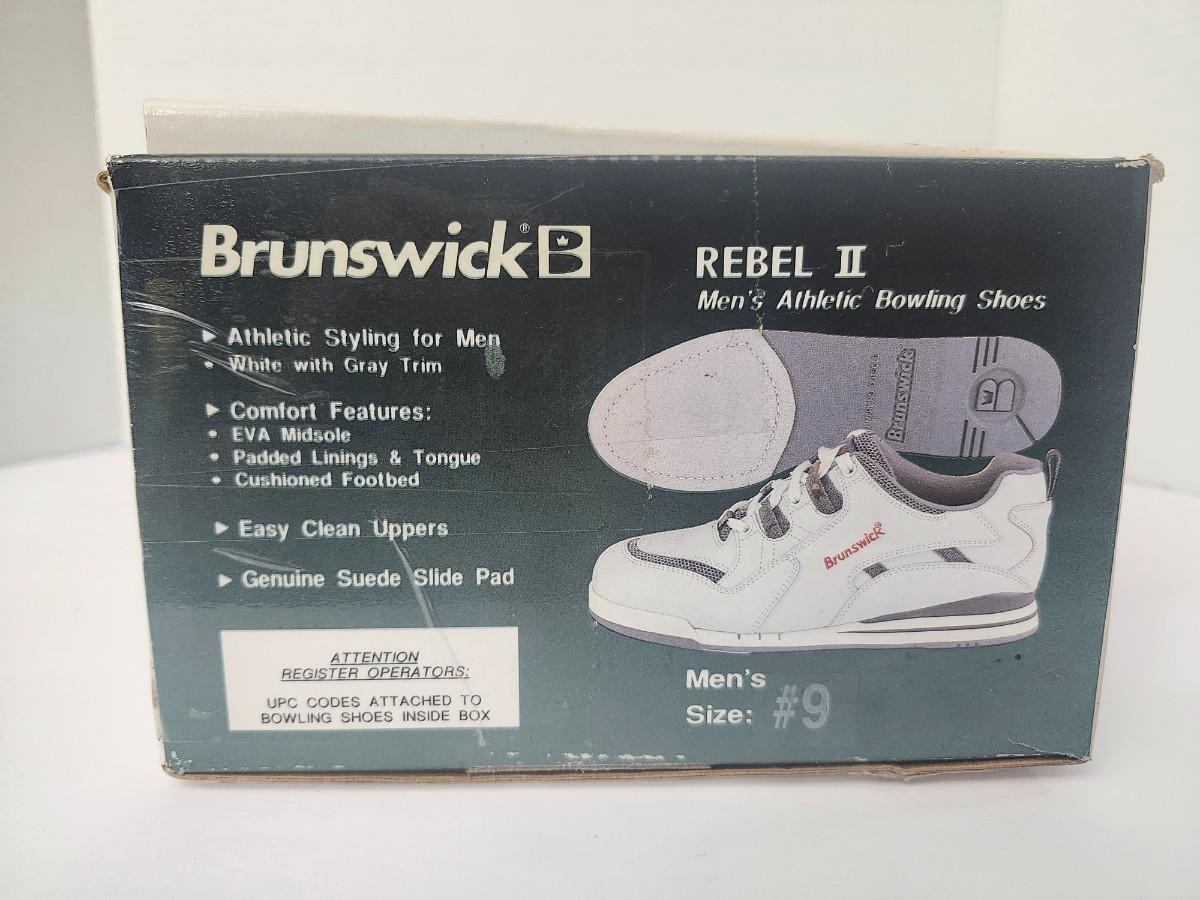 Brunswick® B
REBEL II
Men's Athletic Bowling Shoes
▶ Athletic Styling for Men
• White with Gray Trim
▶ Comfort Features:
• EVA Midsole
• Padded Linings & Tongue
• Cushioned Footbed
▶ Easy Clean Uppers
▶ Genuine Suede Slide Pad
ATTENTION
REGISTER OPERATORS:
UPC CODES ATTACHED TO
BOWLING SHOES INSIDE BOX
Brunswick
B
Brunswick®
Men's
Size: #9